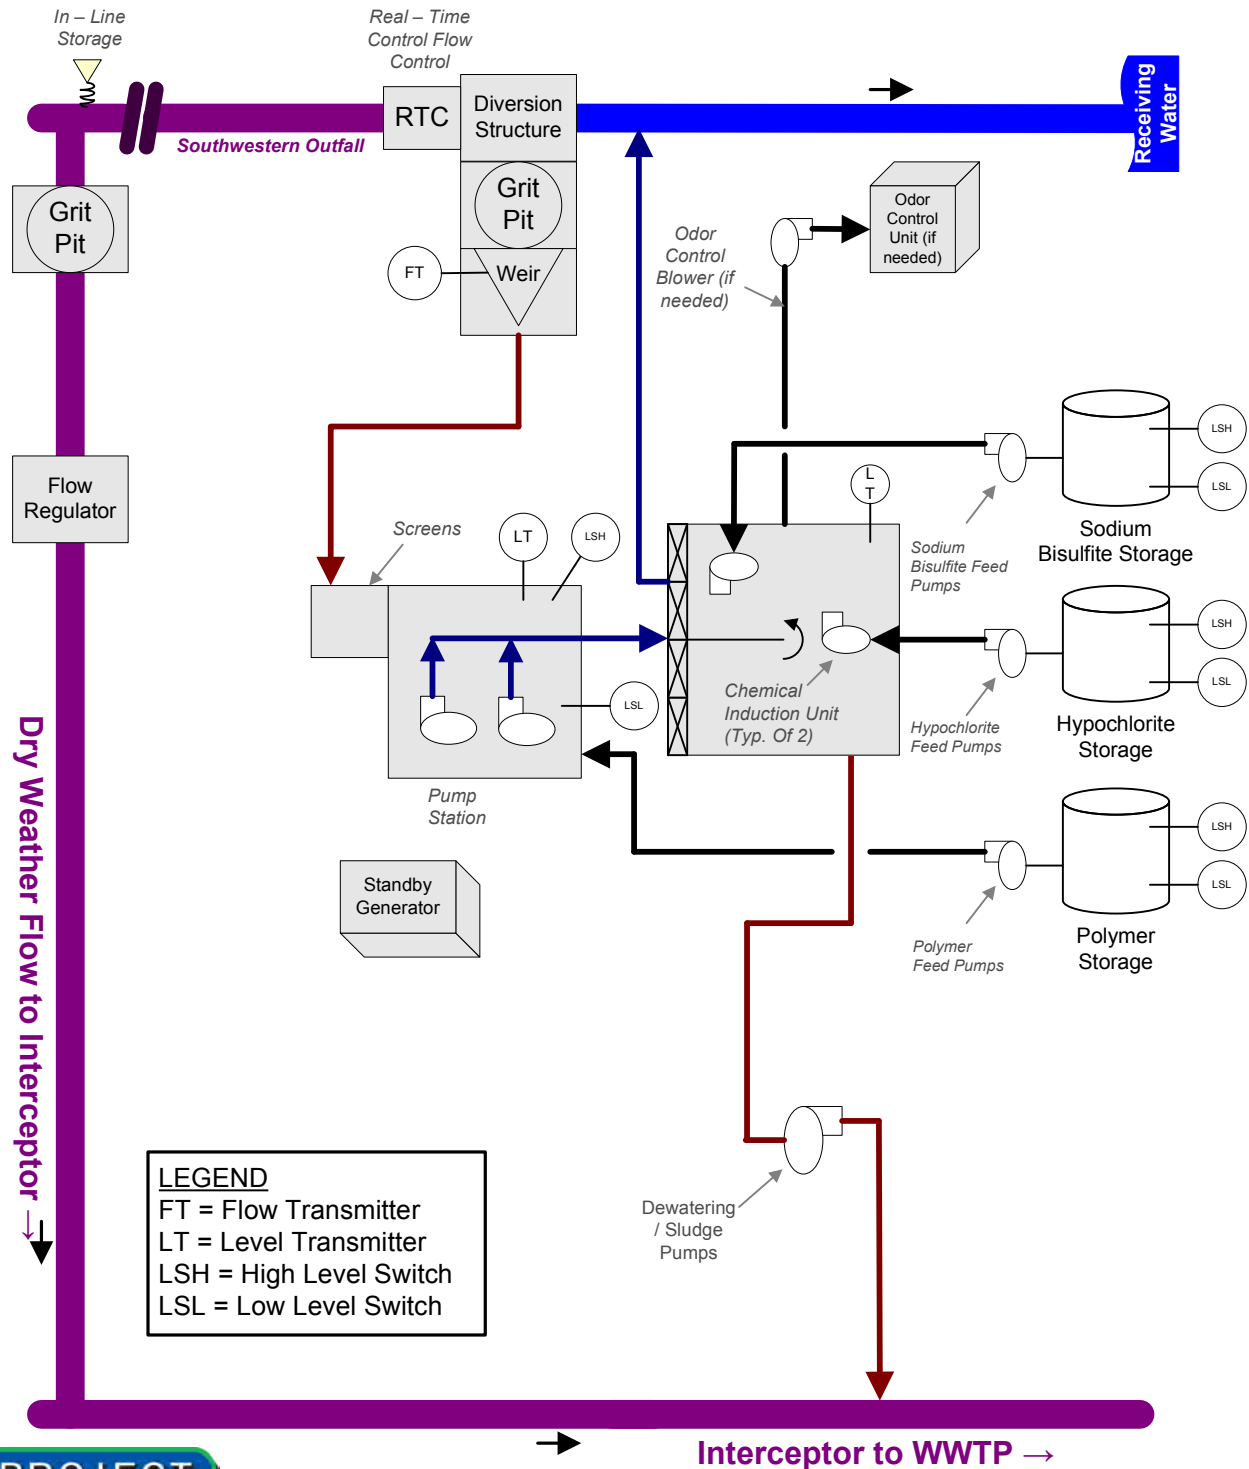 In – Line
Storage
Real – Time
Control Flow
Control
RTC
Diversion
Structure
Southwestern Outfall
Receiving
Water
Grit
Pit
Grit
Pit
FT
Weir
Odor
Control
Blower (if
needed)
Odor
Control
Unit (if
needed)
Flow
Regulator
Screens
LT
LSH
LSL
L
T
Sodium
Bisulfite Feed
Pumps
LSH
LSL
Sodium
Bisulfite Storage
Chemical
Induction Unit
(Typ. Of 2)
Hypochlorite
Feed Pumps
LSH
LSL
Hypochlorite
Storage
Pump
Station
Standby
Generator
Polymer
Feed Pumps
LSH
LSL
Polymer
Storage
Dry Weather Flow to Interceptor →
Dewatering
/ Sludge
Pumps
LEGEND
FT = Flow Transmitter
LT = Level Transmitter
LSH = High Level Switch
LSL = Low Level Switch
Interceptor to WWTP →
PROJECT